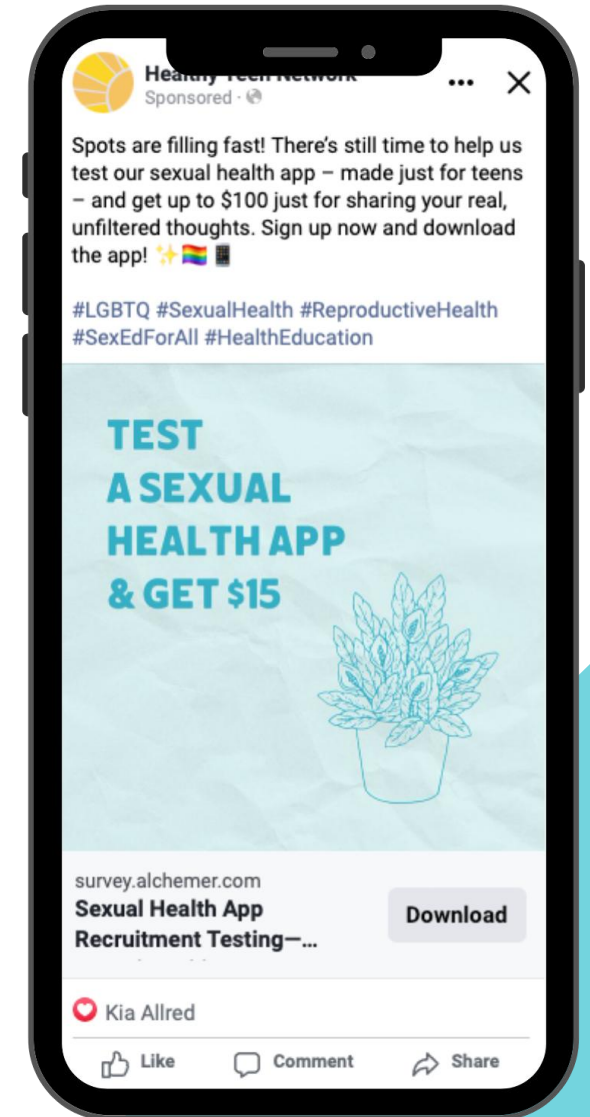 Healthy Teen Network
Sponsored ·
Spots are filling fast! There's still time to help us
test our sexual health app – made just for teens
– and get up to $100 just for sharing your real,
unfiltered thoughts. Sign up now and download
the app! ✨🏳️‍🌈📱
#LGBTQ #SexualHealth #ReproductiveHealth
#SexEdForAll #HealthEducation
TEST
A SEXUAL
HEALTH APP
& GET $15
survey.alchemer.com
Sexual Health App
Recruitment Testing—...
Download
Kia Allred
Like
Comment
Share